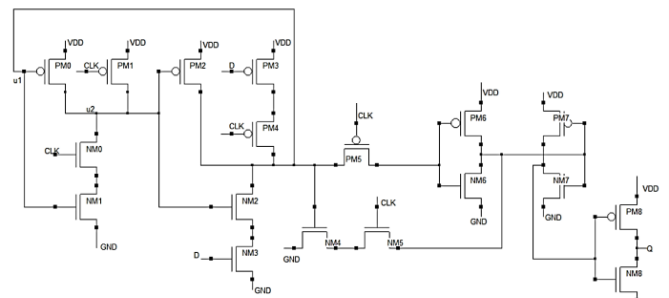 VDD
VDD
VDD
VDD
u1
PM0
CLK
PM1
PM2
D
PM3
u2
CLK
PM4
CLK
PM5
VDD
PM6
VDD
PM7
CLK
NM0
NM1
GND
NM2
D
NM3
GND
NM6
GND
NM7
GND
CLK
NM4
NM5
GND
VDD
PM8
Q
NM8